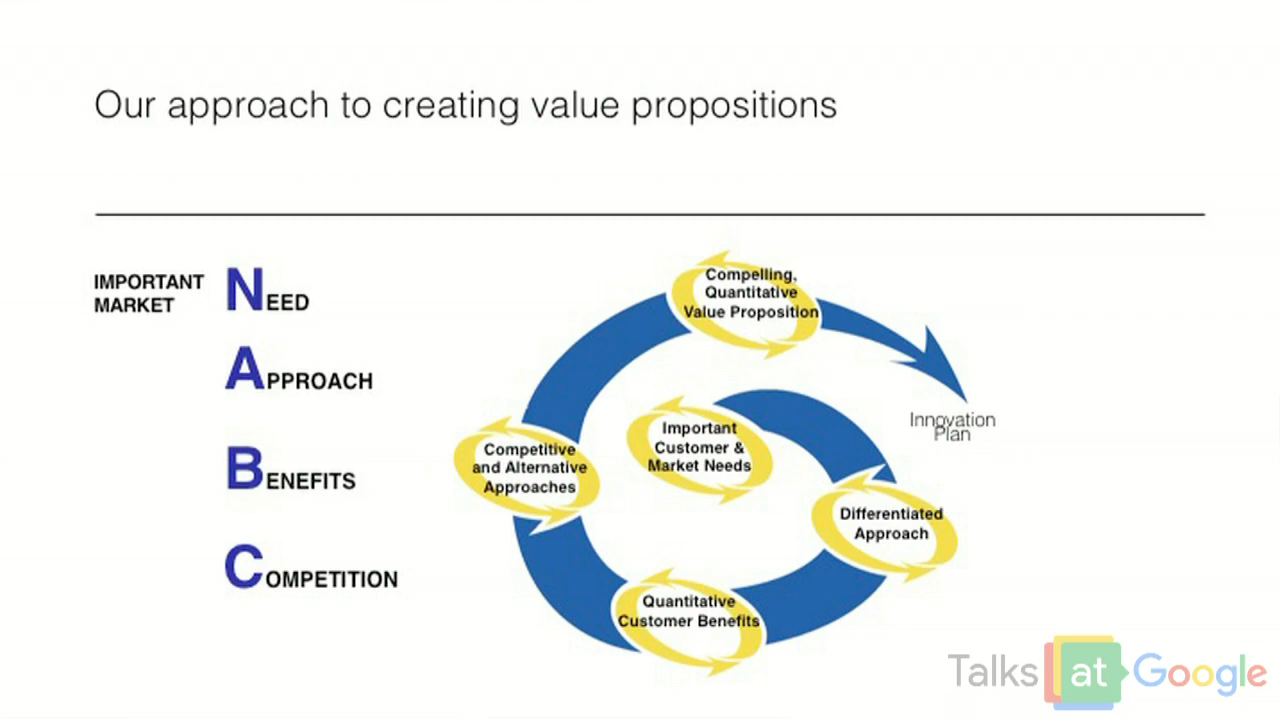 Our approach to creating value propositions
IMPORTANT
MARKET
NEED
APPROACH
BENEFITS
COMPETITION
Compelling,
Quantitative
Value Proposition
Important
Customer &
Market Needs
Innovation
Plan
Competitive
and Alternative
Approaches
Differentiated
Approach
Quantitative
Customer Benefits
Talks at Google